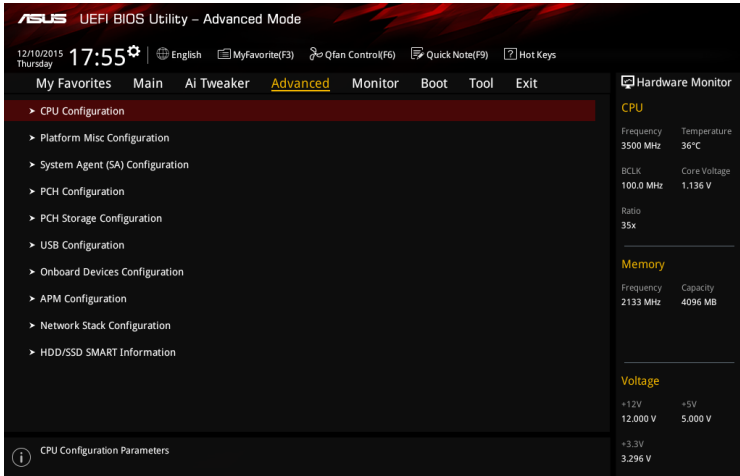 ASUS UEFI BIOS Utility – Advanced Mode
12/10/2015 Thursday 17:55 English MyFavorite(F3) Qfan Control(F6) Quick Note(F9) ? Hot Keys
My Favorites Main Ai Tweaker Advanced Monitor Boot Tool Exit
> CPU Configuration
> Platform Misc Configuration
> System Agent (SA) Configuration
> PCH Configuration
> PCH Storage Configuration
> USB Configuration
> Onboard Devices Configuration
> APM Configuration
> Network Stack Configuration
> HDD/SSD SMART Information
CPU Configuration Parameters
Hardware Monitor
CPU
Frequency Temperature
3500 MHz 36°C
BCLK Core Voltage
100.0 MHz 1.136 V
Ratio
35x
Memory
Frequency Capacity
2133 MHz 4096 MB
Voltage
+12V +5V
12.000 V 5.000 V
+3.3V
3.296 V